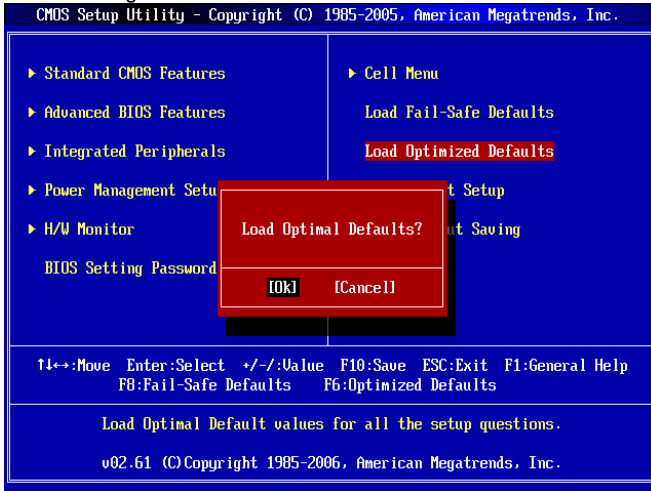 CMOS Setup Utility - Copyright (C) 1985-2005, American Megatrends, Inc.
▶ Standard CMOS Features
▶ Advanced BIOS Features
▶ Integrated Peripherals
▶ Power Management Setu
▶ H/W Monitor
BIOS Setting Password
▶ Cell Menu
Load Fail-Safe Defaults
Load Optimized Defaults
t Setup
ut Saving
Load Optimal Defaults?
[Ok] [Cancel]
↑↓↔:Move Enter:Select +/-/:Value F10:Save ESC:Exit F1:General Help
F8:Fail-Safe Defaults F6:Optimized Defaults
Load Optimal Default values for all the setup questions.
v02.61 (C)Copyright 1985-2006, American Megatrends, Inc.